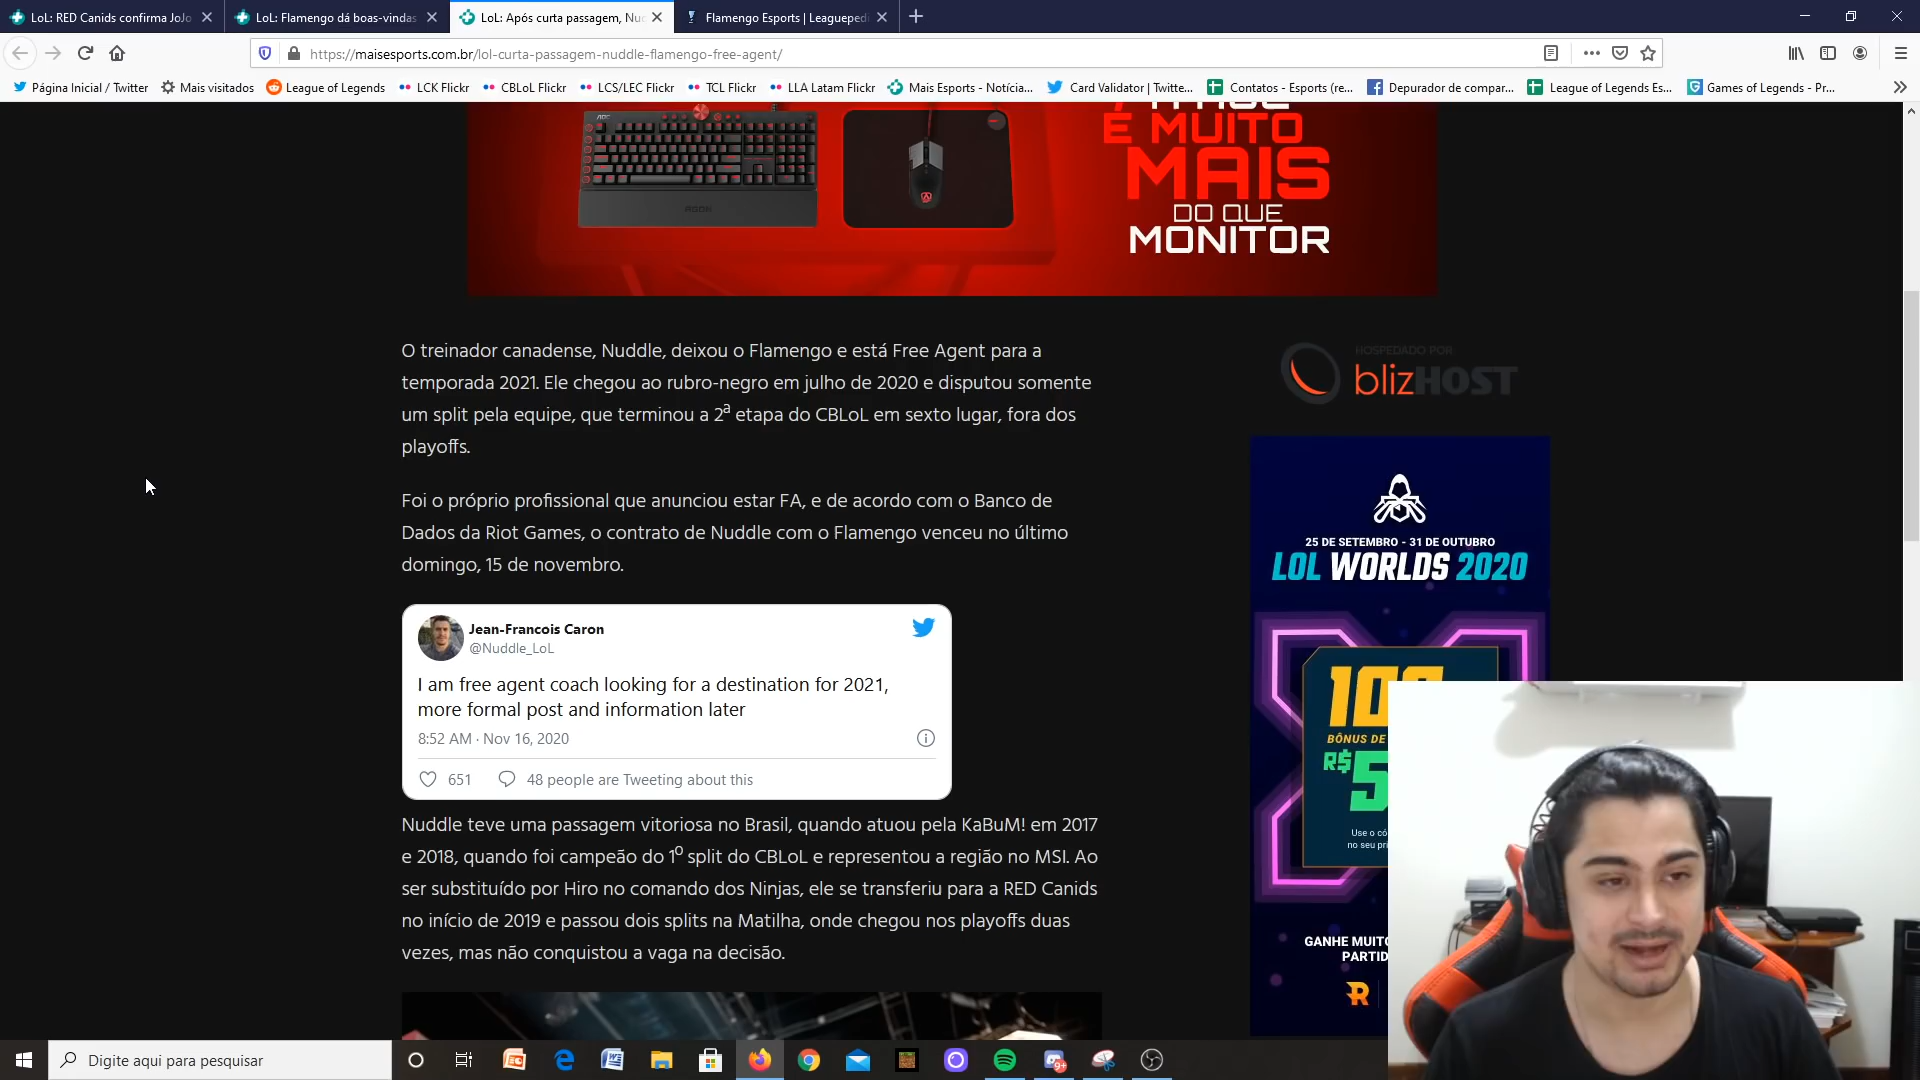 LoL: RED Canids confirma JoJo
LoL: Flamengo dá boas-vindas
LoL: Após curta passagem, Nud
Flamengo Esports | Leaguepedi
https://maisesports.com.br/lol-curta-passagem-nuddle-flamengo-free-agent/
Página Inicial / Twitter
Mais visitados
League of Legends
LCK Flickr
CBLoL Flickr
LCS/LEC Flickr
TCL Flickr
LLA Latam Flickr
Mais Esports - Notícia...
Card Validator | Twitte...
Contatos - Esports (re...
Depurador de compar...
League of Legends Es...
Games of Legends - Pr...
É MUITO
MAIS
DO QUE
MONITOR
AOC
AGON
O treinador canadense, Nuddle, deixou o Flamengo e está Free Agent para a
temporada 2021. Ele chegou ao rubro-negro em julho de 2020 e disputou somente
um split pela equipe, que terminou a 2ª etapa do CBLoL em sexto lugar, fora dos
playoffs.
Foi o próprio profissional que anunciou estar FA, e de acordo com o Banco de
Dados da Riot Games, o contrato de Nuddle com o Flamengo venceu no último
domingo, 15 de novembro.
Jean-Francois Caron
@Nuddle_LoL
I am free agent coach looking for a destination for 2021,
more formal post and information later
8:52 AM · Nov 16, 2020
651
48 people are Tweeting about this
Nuddle teve uma passagem vitoriosa no Brasil, quando atuou pela KaBuM! em 2017
e 2018, quando foi campeão do 1º split do CBLoL e representou a região no MSI. Ao
ser substituído por Hiro no comando dos Ninjas, ele se transferiu para a RED Canids
no início de 2019 e passou dois splits na Matilha, onde chegou nos playoffs duas
vezes, mas não conquistou a vaga na decisão.
HOSPEDADO POR
blizHOST
25 DE SETEMBRO - 31 DE OUTUBRO
LOL WORLDS 2020
BÔNUS DE
R$5
Use o có
no seu pri
GANHE MUITO
PARTID
Digite aqui para pesquisar
9+